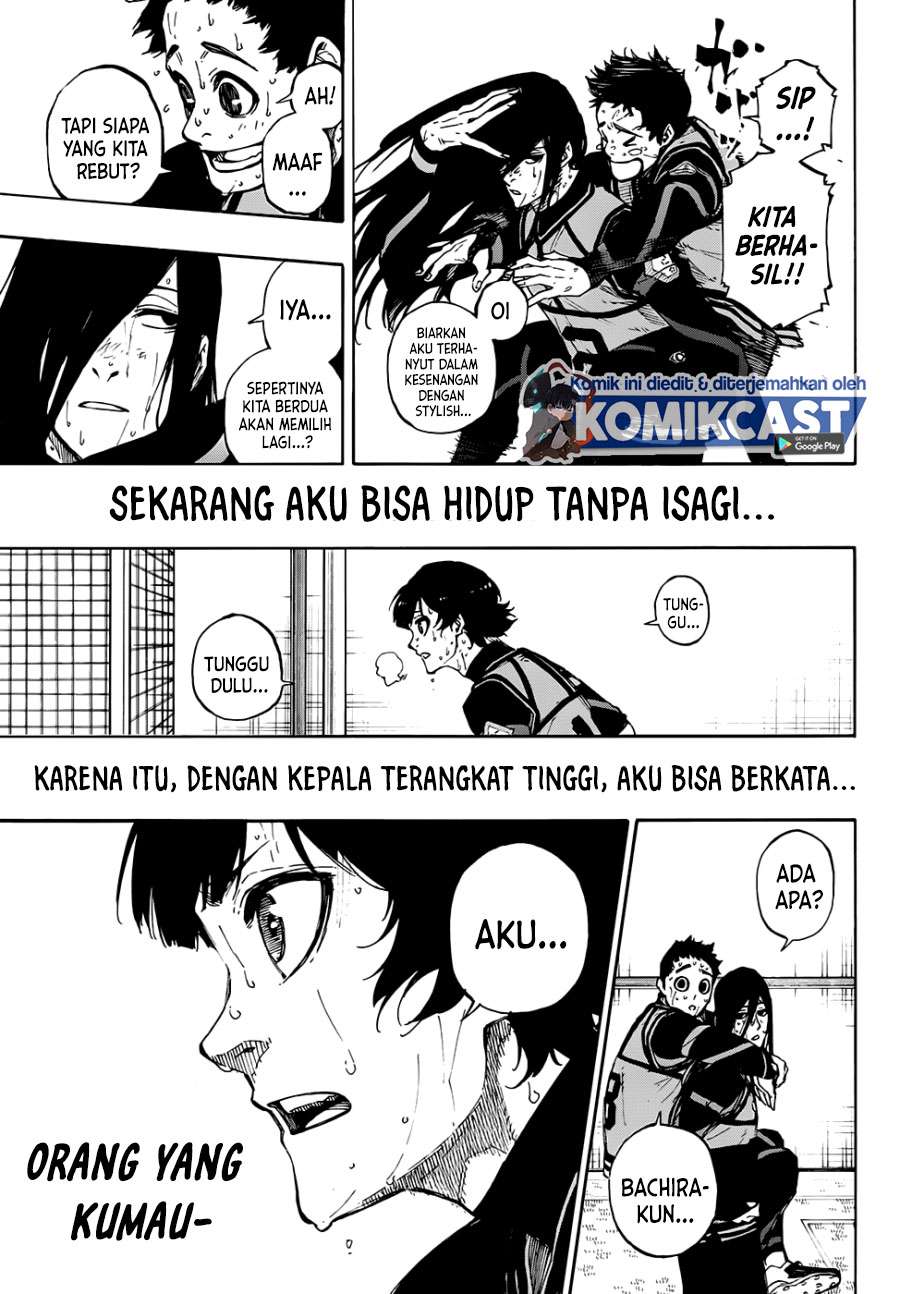 SIP
....!
KITA
BERHA-
SIL!!
OI
BIARKAN
AKU TERHA-
NYUT DALAM
KESENANGAN
DENGAN
STYLISH...
AH!
MAAF
...
TAPI SIAPA
YANG KITA
REBUT?
IYA...
SEPERTINYA
KITA BERDUA
AKAN MEMILIH
LAGI...?
Komik ini diedit & diterjemahkan oleh
KOMIKCAST
GET IT ON
Google Play
SEKARANG AKU BISA HIDUP TANPA ISAGI...
TUNG-
GU...
TUNGGU
DULU...
KARENA ITU, DENGAN KEPALA TERANGKAT TINGGI, AKU BISA BERKATA...
ADA
APA?
BACHIRA-
KUN...
AKU...
ORANG YANG
KUMAU-